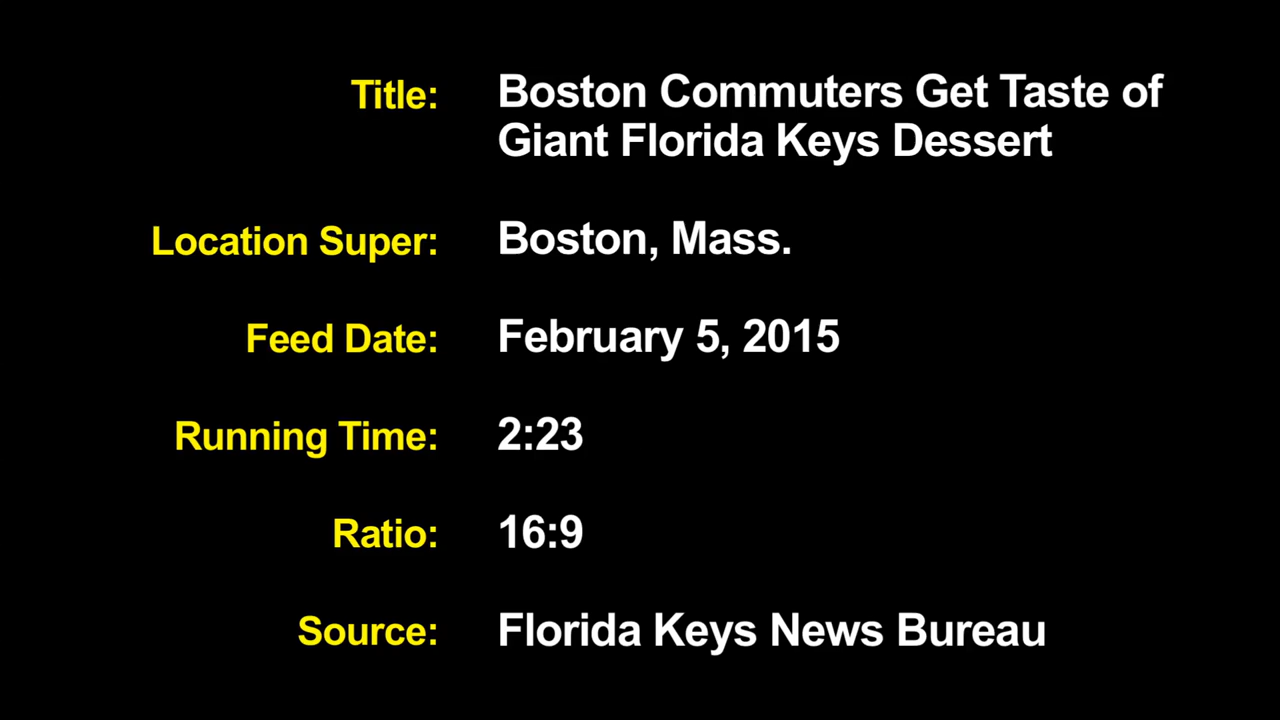 Title: Boston Commuters Get Taste of
Giant Florida Keys Dessert
Location Super: Boston, Mass.
Feed Date: February 5, 2015
Running Time: 2:23
Ratio: 16:9
Source: Florida Keys News Bureau